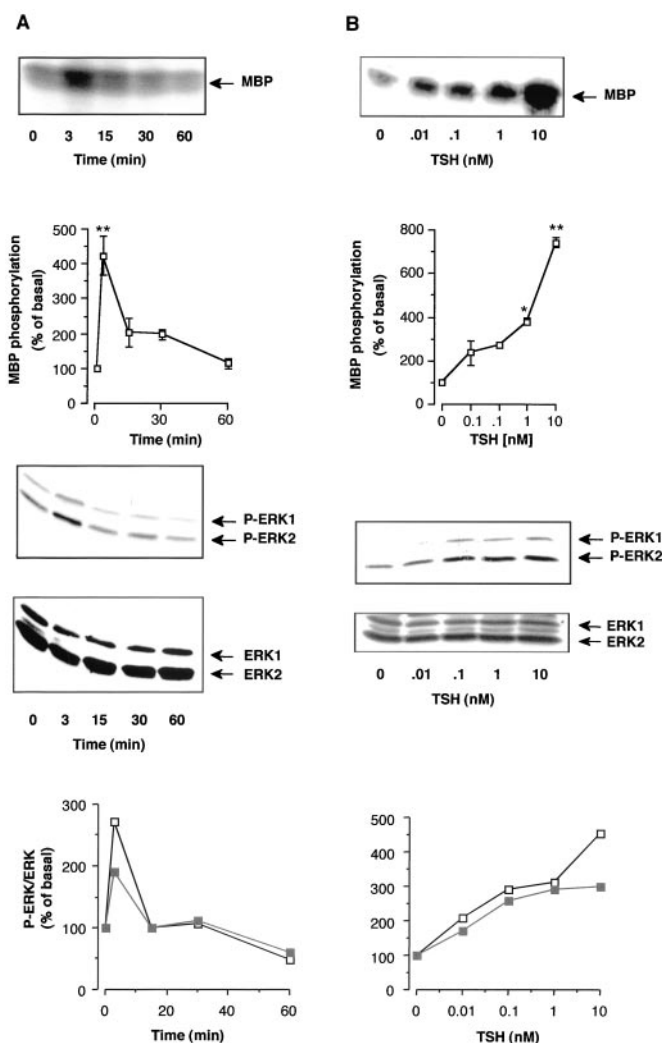 A
MBP
0 3 15 30 60
Time (min)
MBP phosphorylation
(% of basal)
500
400
300
200
100
0
**
0 30 60
Time (min)
P-ERK1
P-ERK2
ERK1
ERK2
0 3 15 30 60
Time (min)
P-ERK/ERK
(% of basal)
300
200
100
0
0 20 40 60
Time (min)
B
MBP
0 .01 .1 1 10
TSH (nM)
MBP phosphorylation
(% of basal)
800
600
400
200
0
*
**
0 0.1 .1 1 10
TSH [nM]
P-ERK1
P-ERK2
ERK1
ERK2
0 .01 .1 1 10
TSH (nM)
500
400
300
200
100
0
0 0.01 0.1 1 10
TSH (nM)